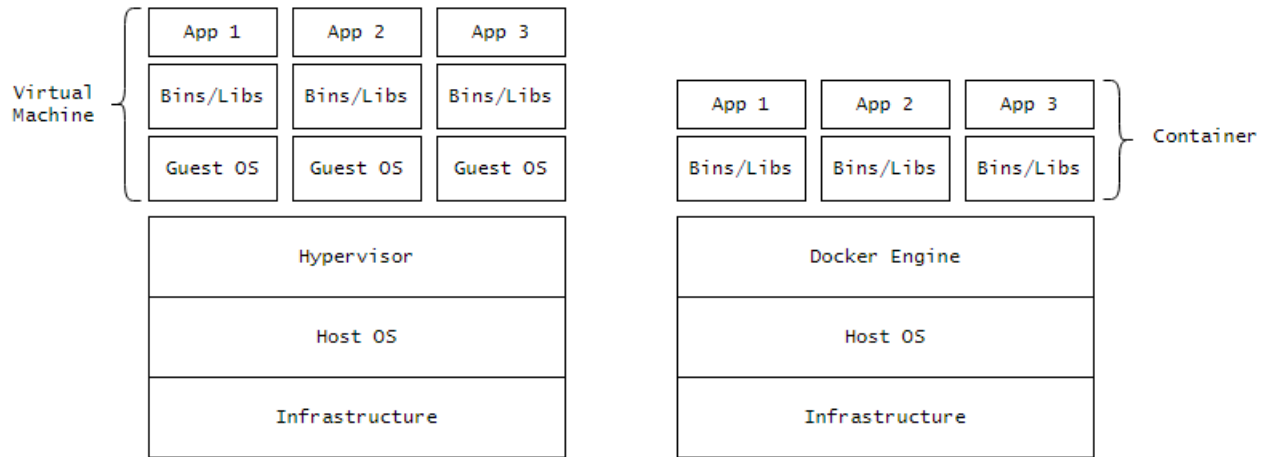 App 1 App 2 App 3
Virtual
Machine
Bins/Libs Bins/Libs Bins/Libs
Guest OS Guest OS Guest OS
Hypervisor
Host OS
Infrastructure
App 1 App 2 App 3
Container
Bins/Libs Bins/Libs Bins/Libs
Docker Engine
Host OS
Infrastructure